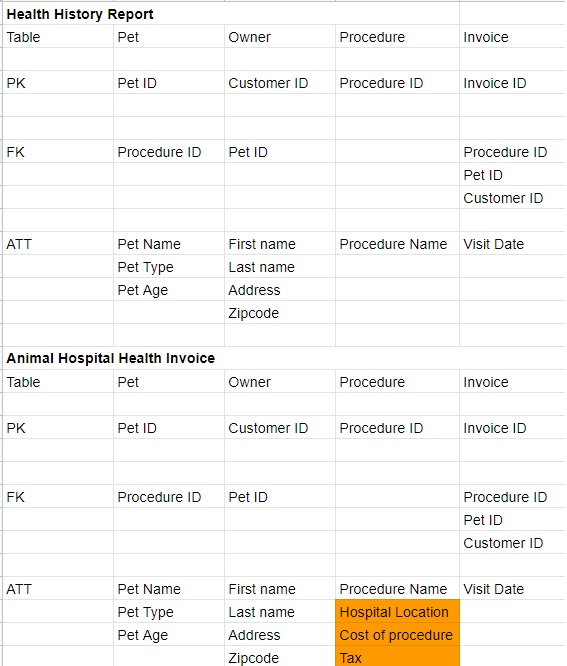 Health History Report
Table Pet Owner Procedure Invoice
PK Pet ID Customer ID Procedure ID Invoice ID
FK Procedure ID Pet ID Procedure ID
Pet ID
Customer ID
ATT Pet Name First name Procedure Name Visit Date
Pet Type Last name
Pet Age Address
Zipcode
Animal Hospital Health Invoice
Table Pet Owner Procedure Invoice
PK Pet ID Customer ID Procedure ID Invoice ID
FK Procedure ID Pet ID Procedure ID
Pet ID
Customer ID
ATT Pet Name First name Procedure Name Visit Date
Pet Type Last name Hospital Location
Pet Age Address Cost of procedure
Zipcode Tax